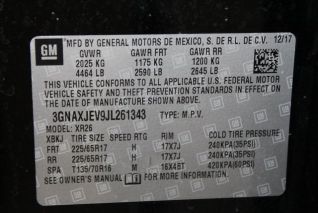 GM
MFD BY GENERAL MOTORS DE MEXICO, S. DE R.L. DE C.V. 12/17
GVWR GAWR FRT GAWR RR
2025 KG 1175 KG 1200 KG
4464 LB 2590 LB 2645 LB
THIS VEHICLE CONFORMS TO ALL APPLICABLE U.S. FEDERAL MOTOR
VEHICLE SAFETY AND THEFT PREVENTION STANDARDS IN EFFECT ON
THE DATE OF MANUFACTURE SHOWN ABOVE.
3GNAXJEV9JL261343 TYPE: M.P.V.
MODEL: XR26
XBKJ TIRE SIZE SPEED RTG RIM COLD TIRE PRESSURE
FRT 225/65R17 H 17X7J 240KPA(35PSI)
RR 225/65R17 H 17X7J 240KPA(35PSI)
SPA T135/70R16 M 16X4BT 420KPA(60PSI)
SEE OWNER'S MANUAL FOR ADDITIONAL INFORMATION.